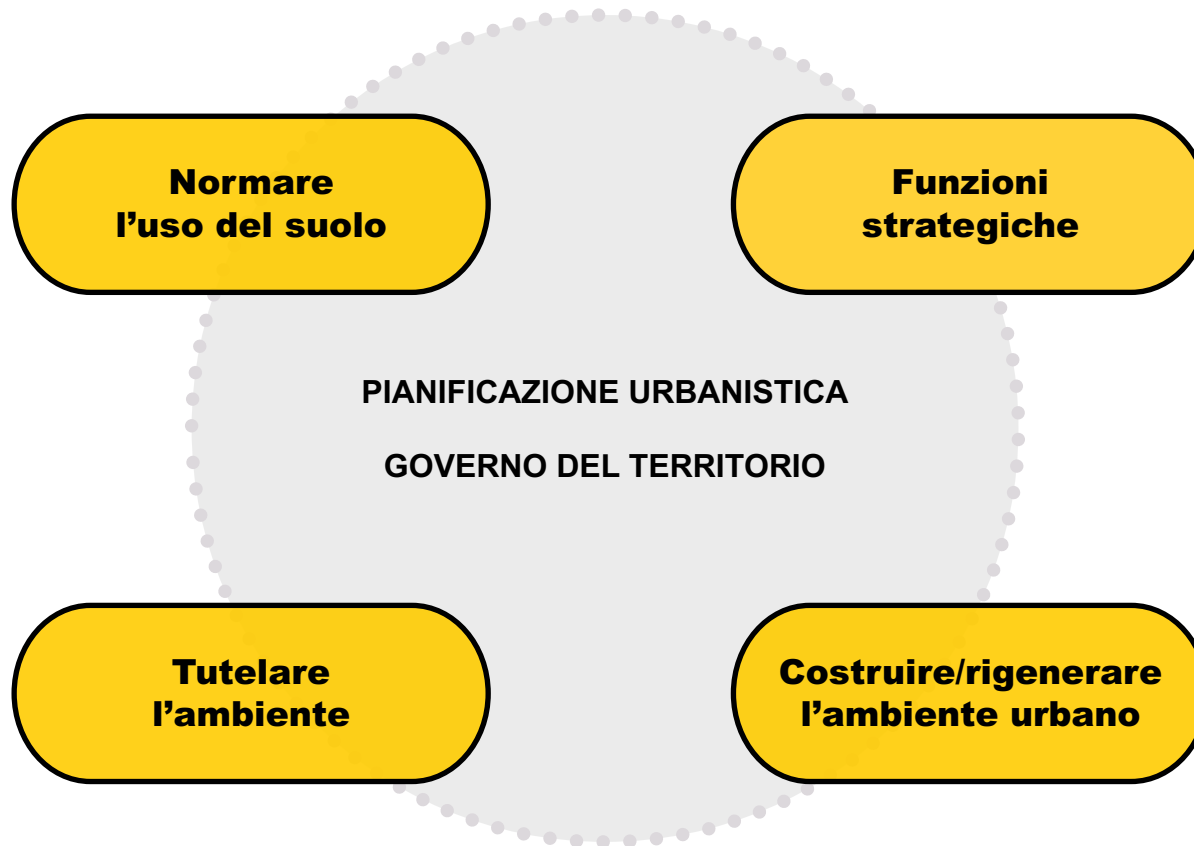 Normare
l’uso del suolo
Funzioni
strategiche
PIANIFICAZIONE URBANISTICA
GOVERNO DEL TERRITORIO
Tutelare
l’ambiente
Costruire/rigenerare
l’ambiente urbano